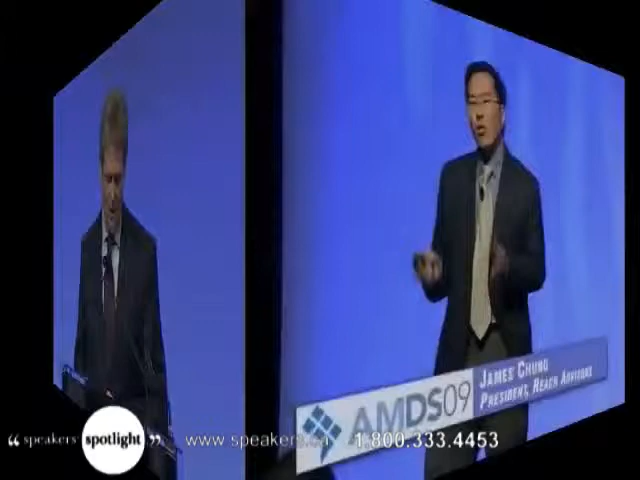 JAMES CHUNG
PRESIDENT, REACH ADVISORS
AMDS09
“ speakers' spotlight ”
www.speakers.ca
1.800.333.4453